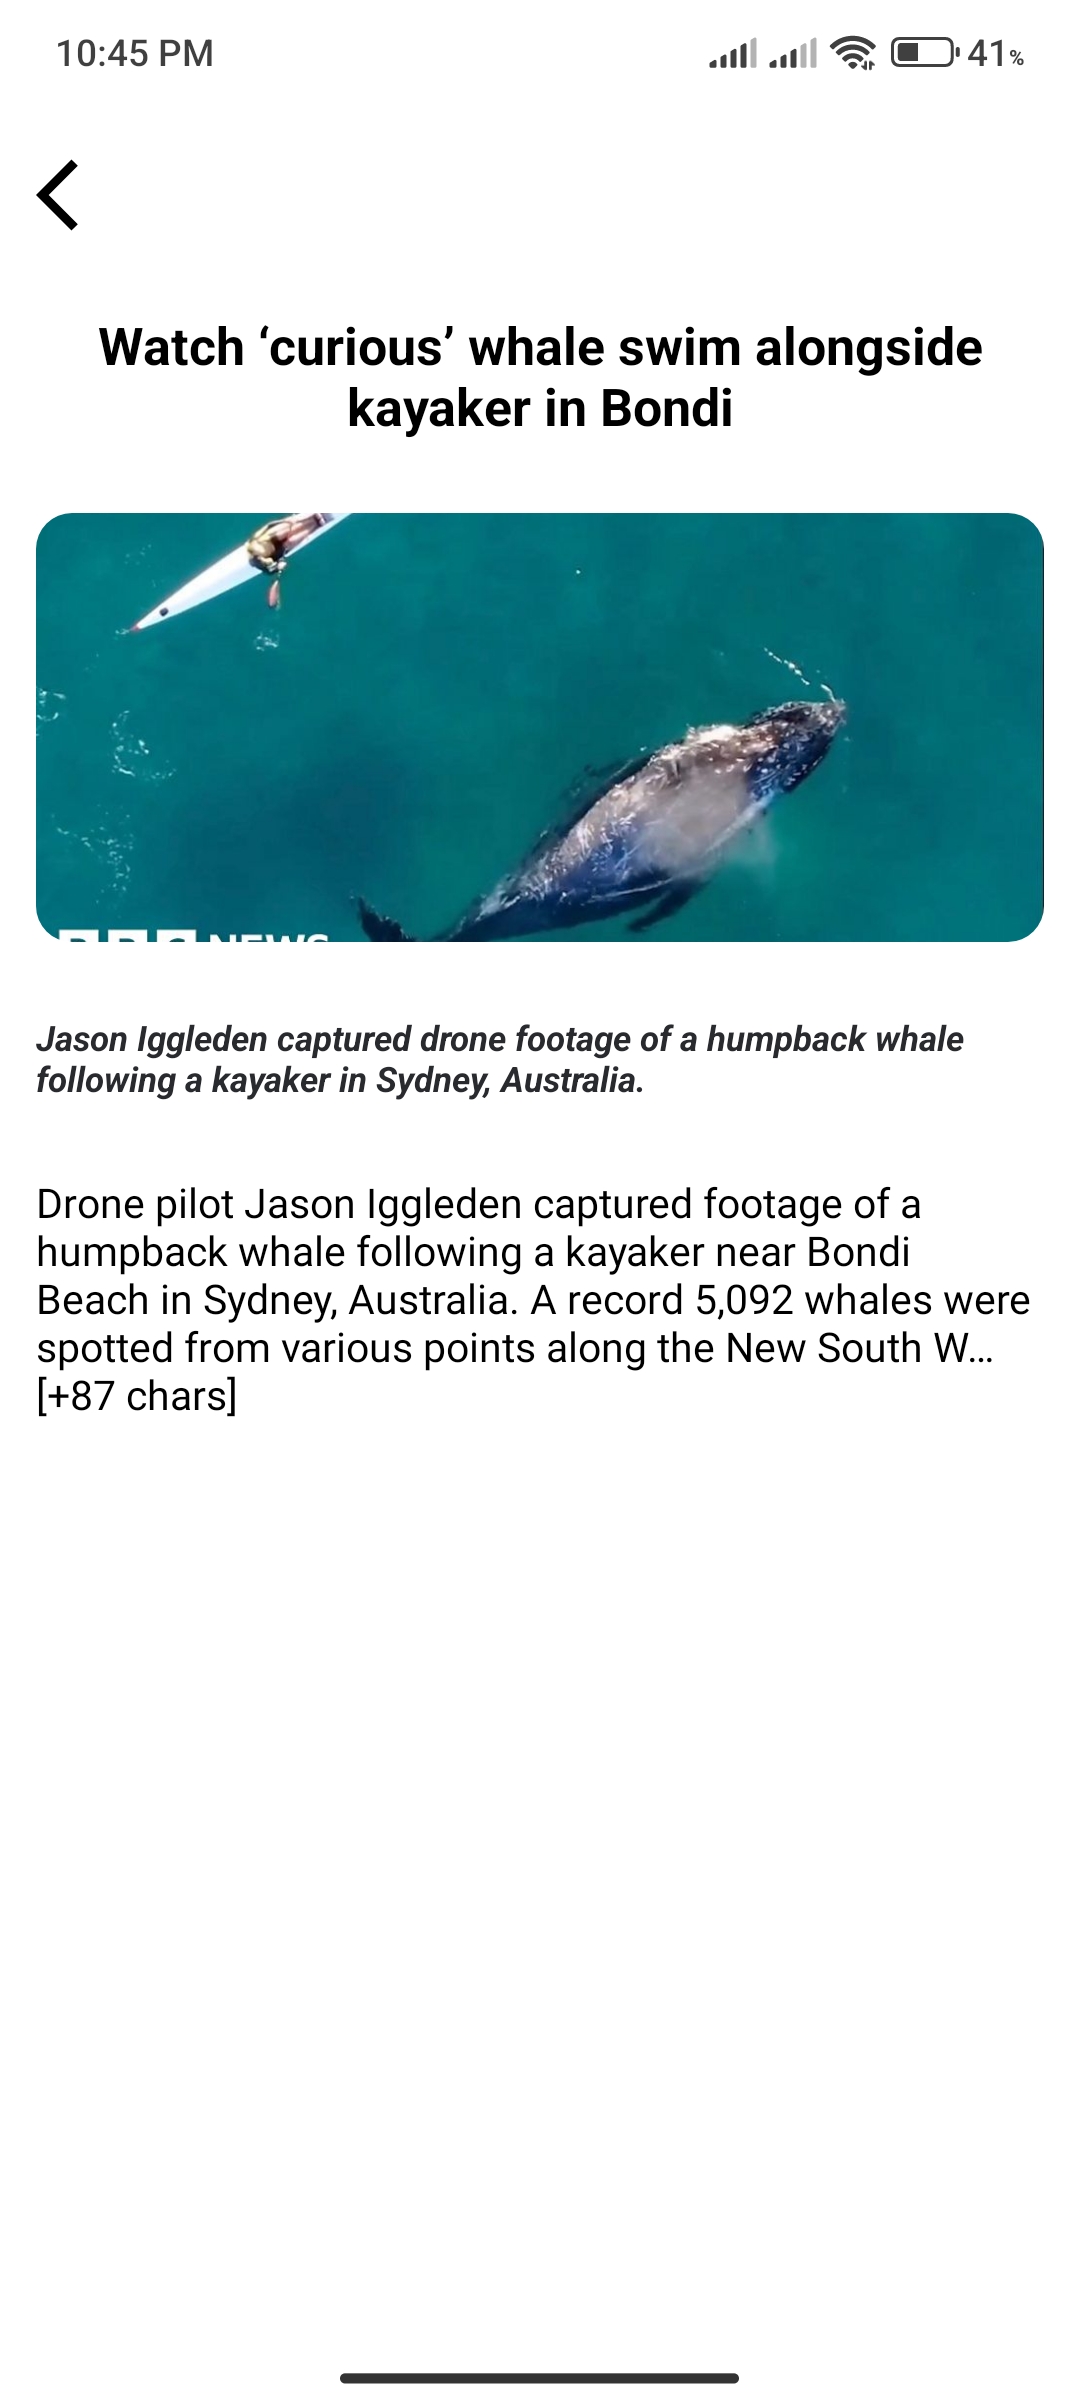 10:45 PM
41%
Watch ‘curious’ whale swim alongside
kayaker in Bondi
NEWS
Jason Iggleden captured drone footage of a humpback whale
following a kayaker in Sydney, Australia.
Drone pilot Jason Iggleden captured footage of a
humpback whale following a kayaker near Bondi
Beach in Sydney, Australia. A record 5,092 whales were
spotted from various points along the New South W…
[+87 chars]